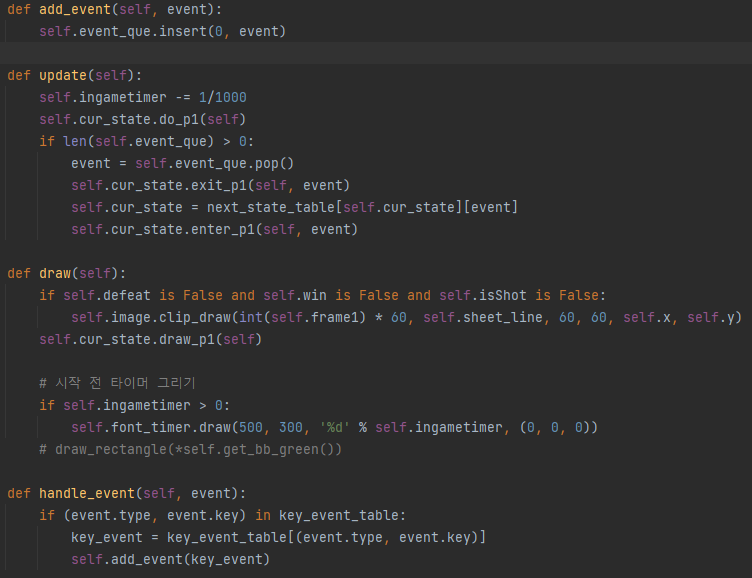 def add_event(self, event):
    self.event_que.insert(0, event)
def update(self):
    self.ingametimer -= 1/1000
    self.cur_state.do_p1(self)
    if len(self.event_que) > 0:
        event = self.event_que.pop()
        self.cur_state.exit_p1(self, event)
        self.cur_state = next_state_table[self.cur_state][event]
        self.cur_state.enter_p1(self, event)
def draw(self):
    if self.defeat is False and self.win is False and self.isShot is False:
        self.image.clip_draw(int(self.frame1) * 60, self.sheet_line, 60, 60, self.x, self.y)
    self.cur_state.draw_p1(self)
    # 시작 전 타이머 그리기
    if self.ingametimer > 0:
        self.font_timer.draw(500, 300, '%d' % self.ingametimer, (0, 0, 0))
    # draw_rectangle(*self.get_bb_green())
def handle_event(self, event):
    if (event.type, event.key) in key_event_table:
        key_event = key_event_table[(event.type, event.key)]
        self.add_event(key_event)